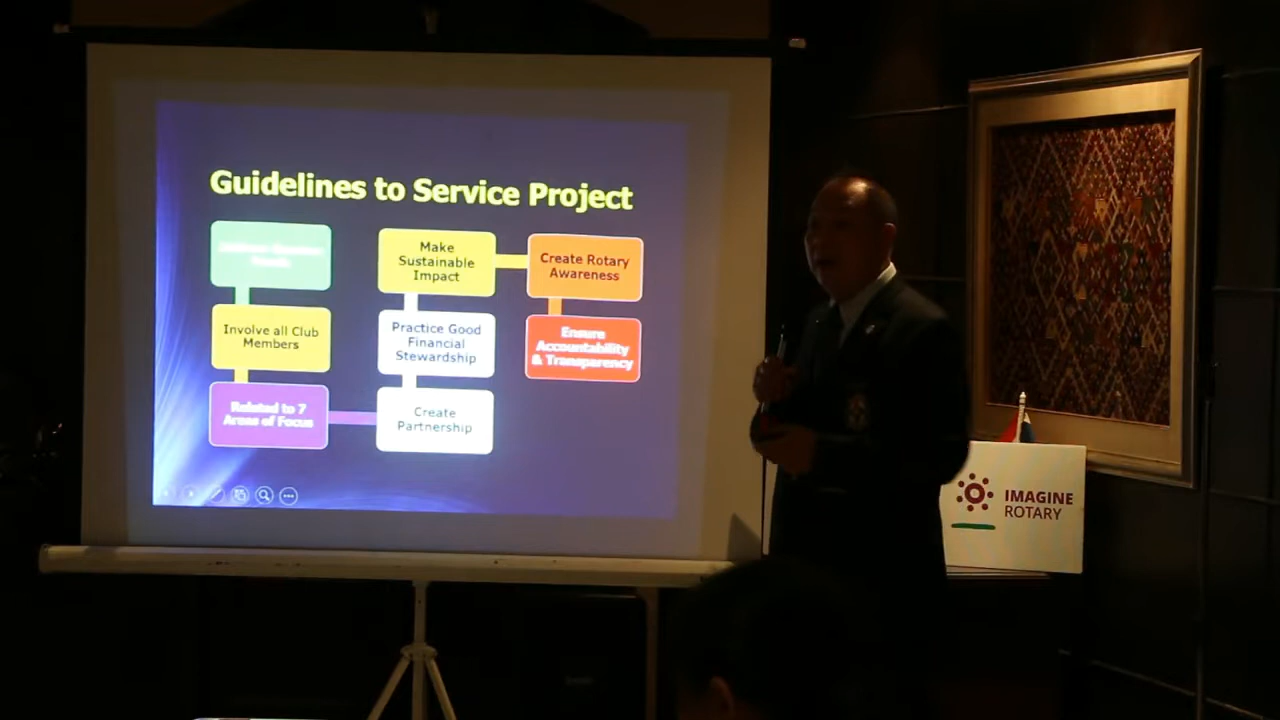 Guidelines to Service Project
Involve all Club
Members
Related to 7
Areas of Focus
Make
Sustainable
Impact
Practice Good
Financial
Stewardship
Create
Partnership
Create Rotary
Awareness
Ensure
Accountability
& Transparency
IMAGINE
ROTARY